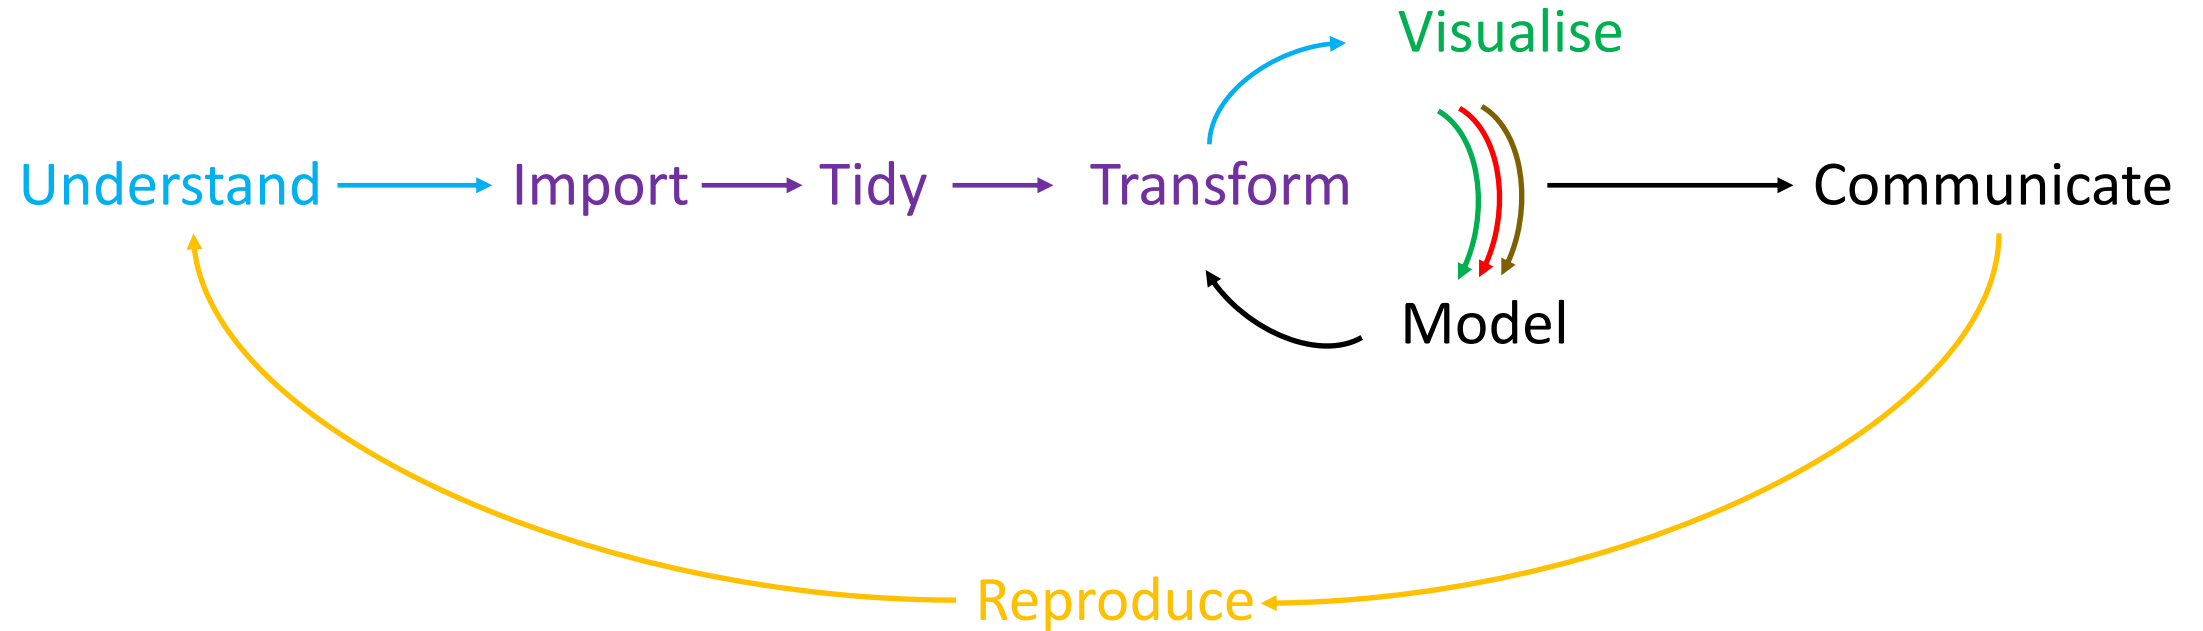 Visualise
Understand
Import
Tidy
Transform
Communicate
Model
Reproduce